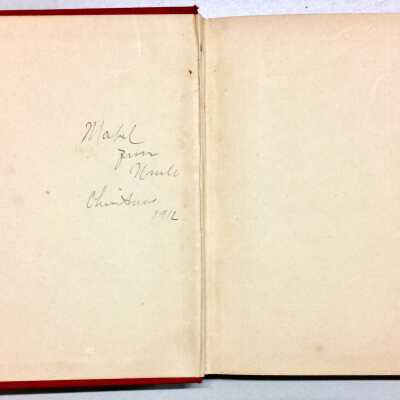 Mabel
from
Uncle
Christmas
1912